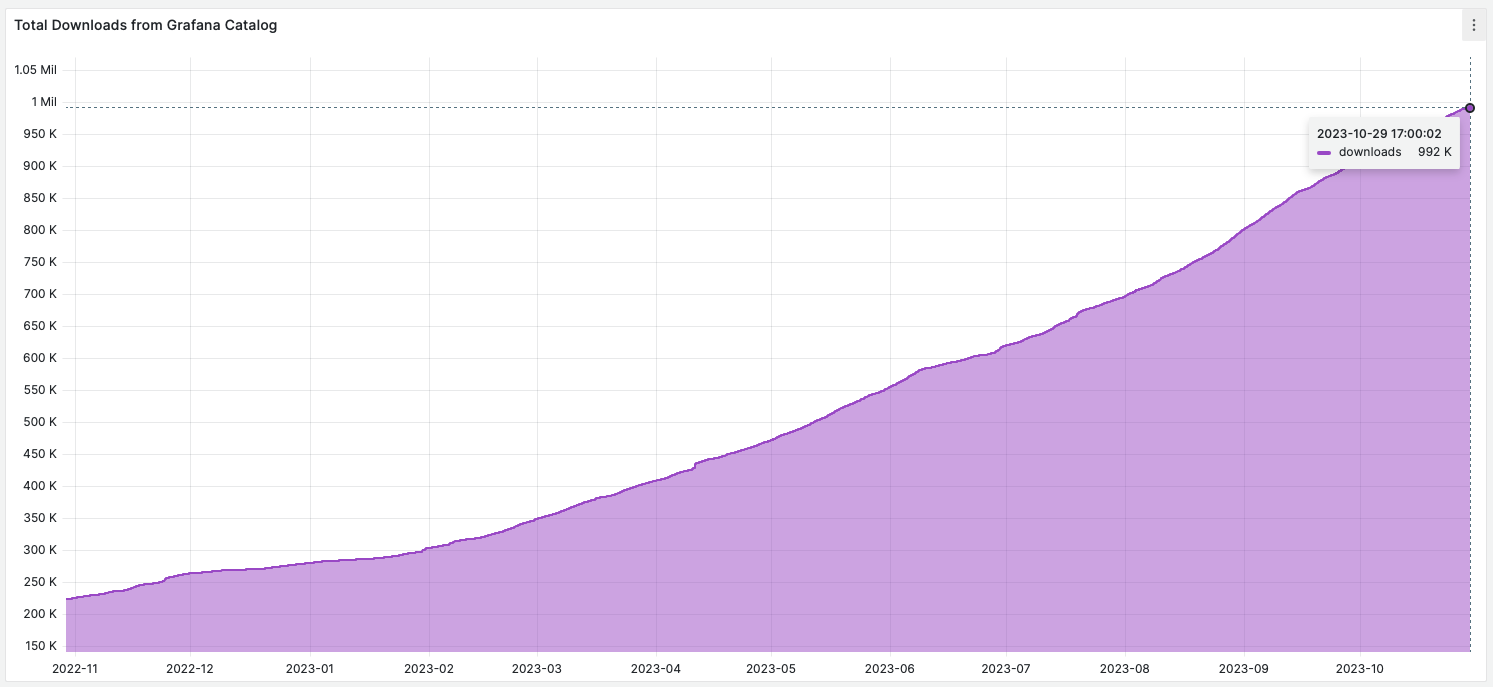 Total Downloads from Grafana Catalog
1.05 Mil
1 Mil
950 K
900 K
850 K
800 K
750 K
700 K
650 K
600 K
550 K
500 K
450 K
400 K
350 K
300 K
250 K
200 K
150 K
2023-10-29 17:00:02
downloads 992 K
2022-11 2022-12 2023-01 2023-02 2023-03 2023-04 2023-05 2023-06 2023-07 2023-08 2023-09 2023-10